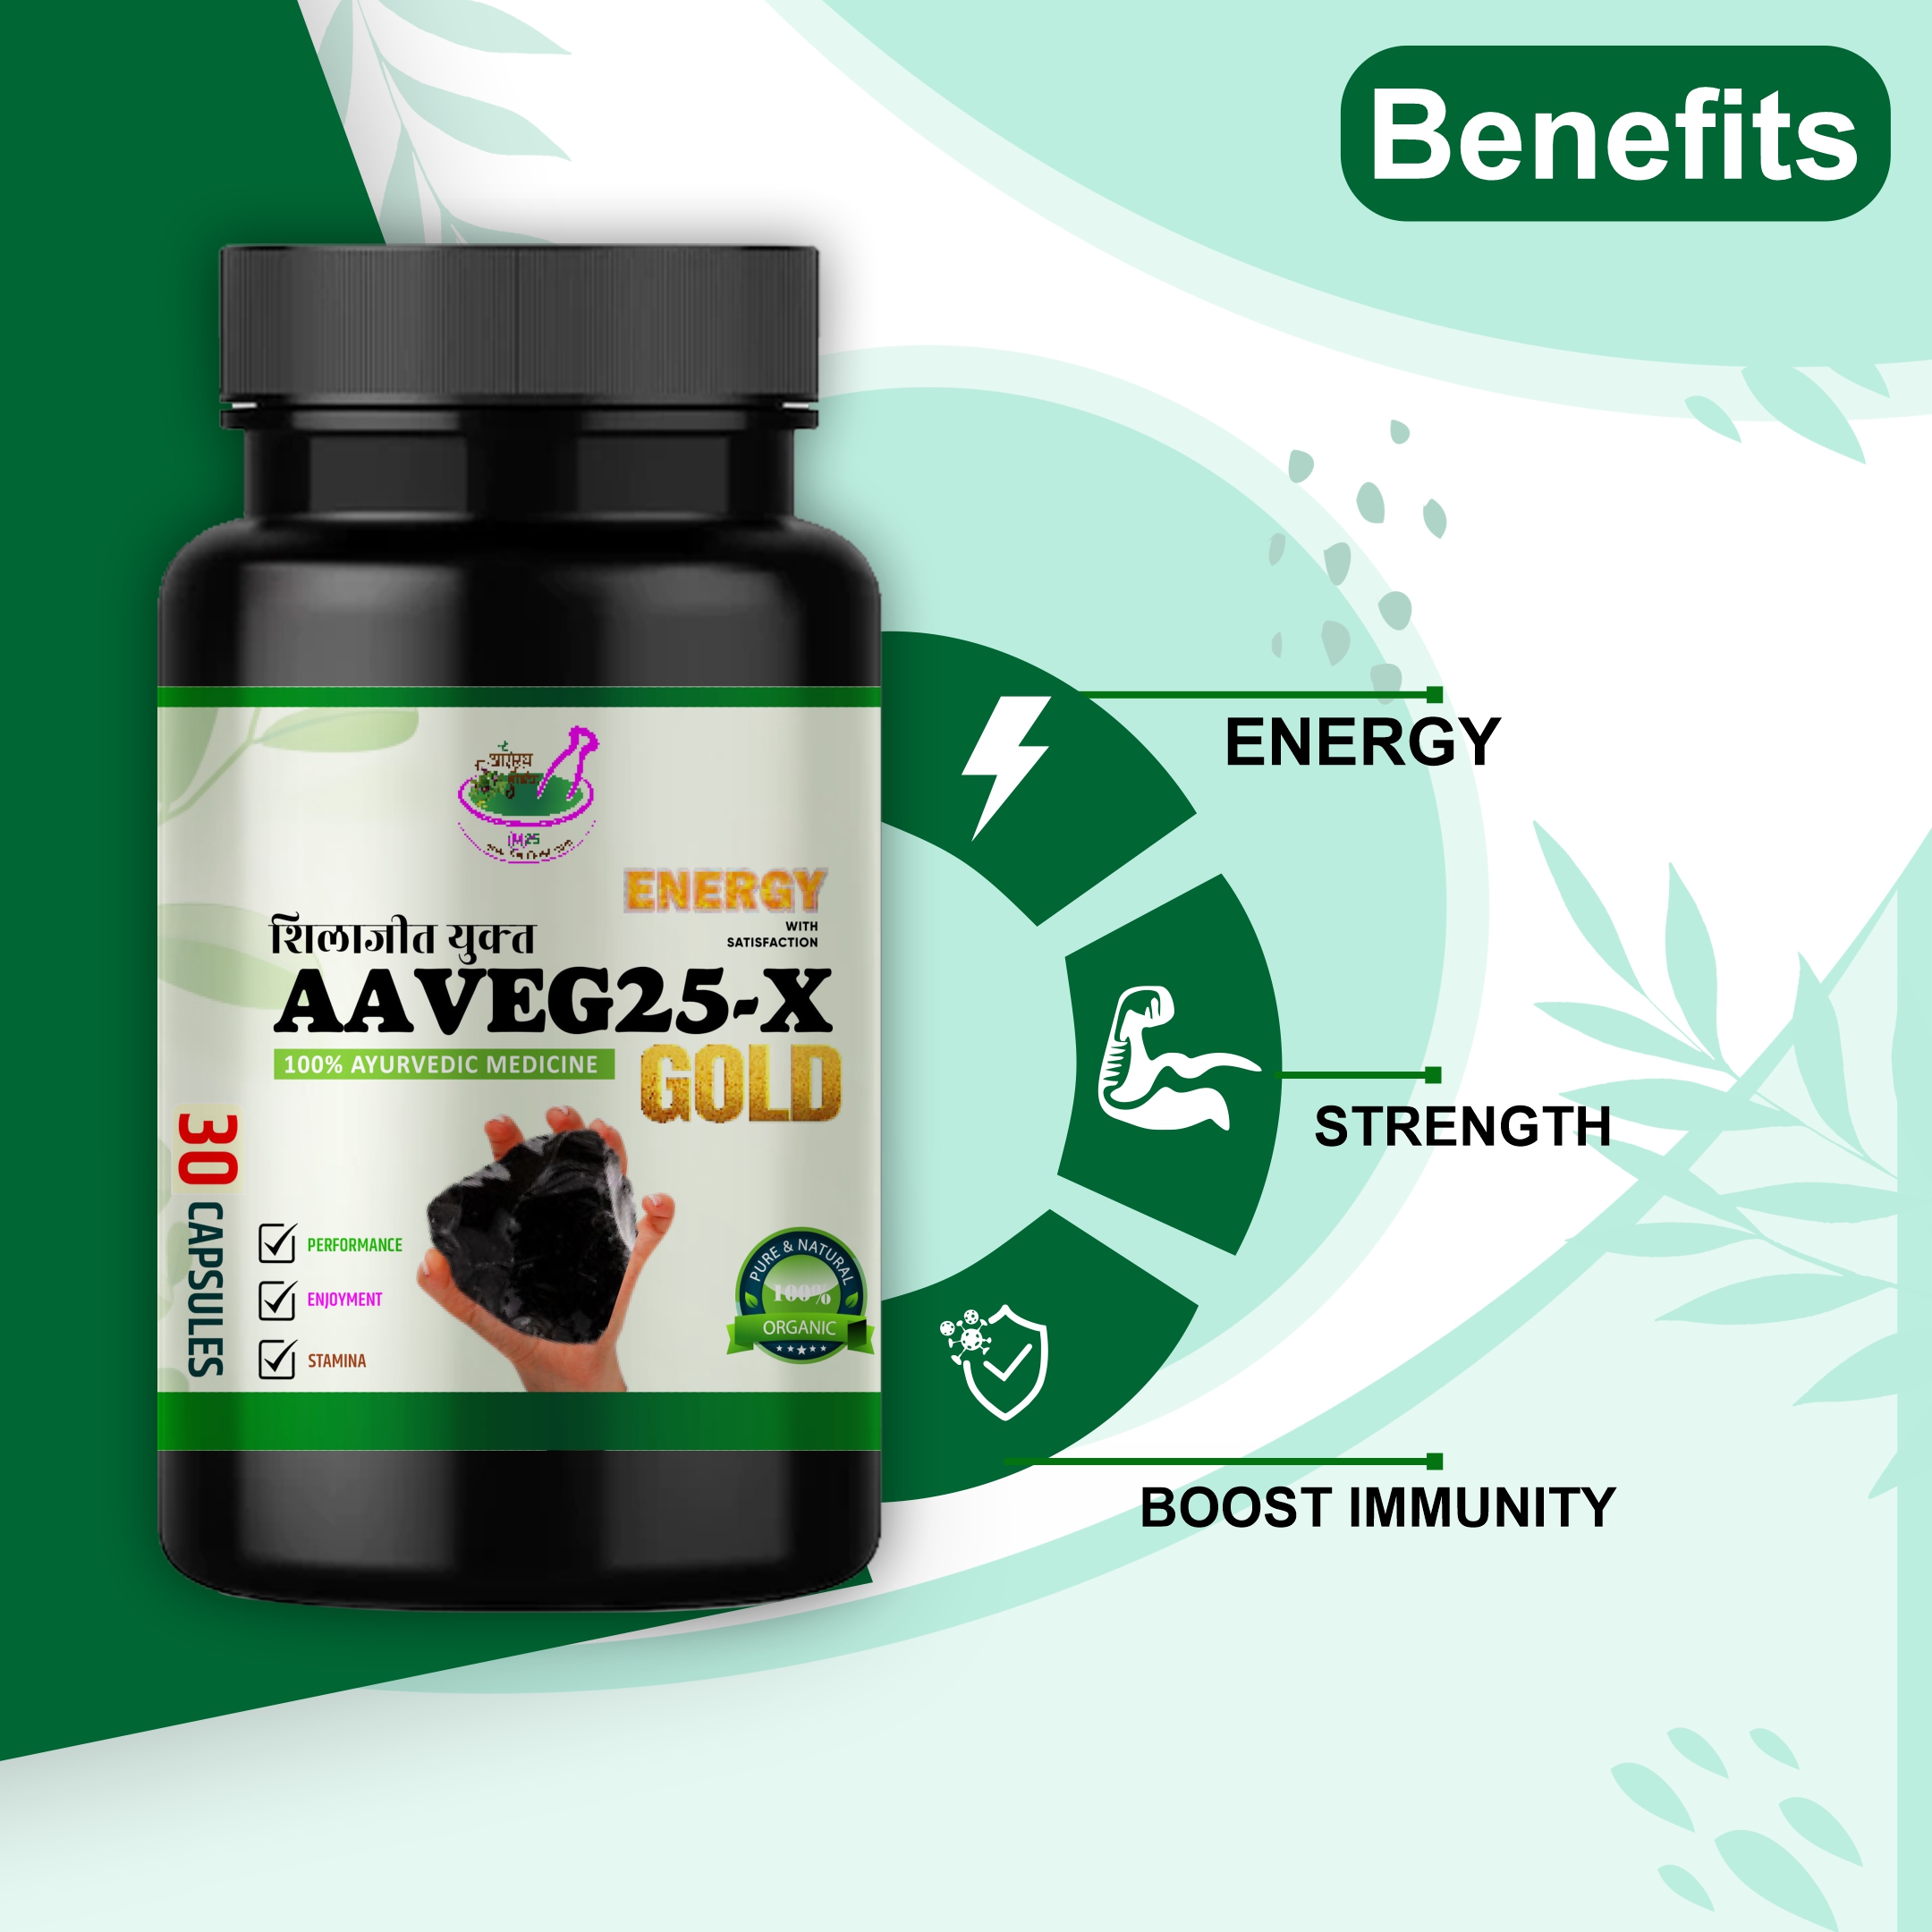 Benefits
ENERGY
WITH
SATISFACTION
शिलाजीत युक्त
AAVEG25-X
100% AYURVEDIC MEDICINE
GOLD
30 CAPSULES
PERFORMANCE
ENJOYMENT
STAMINA
PURE & NATURAL
100%
ORGANIC
ENERGY
STRENGTH
BOOST IMMUNITY